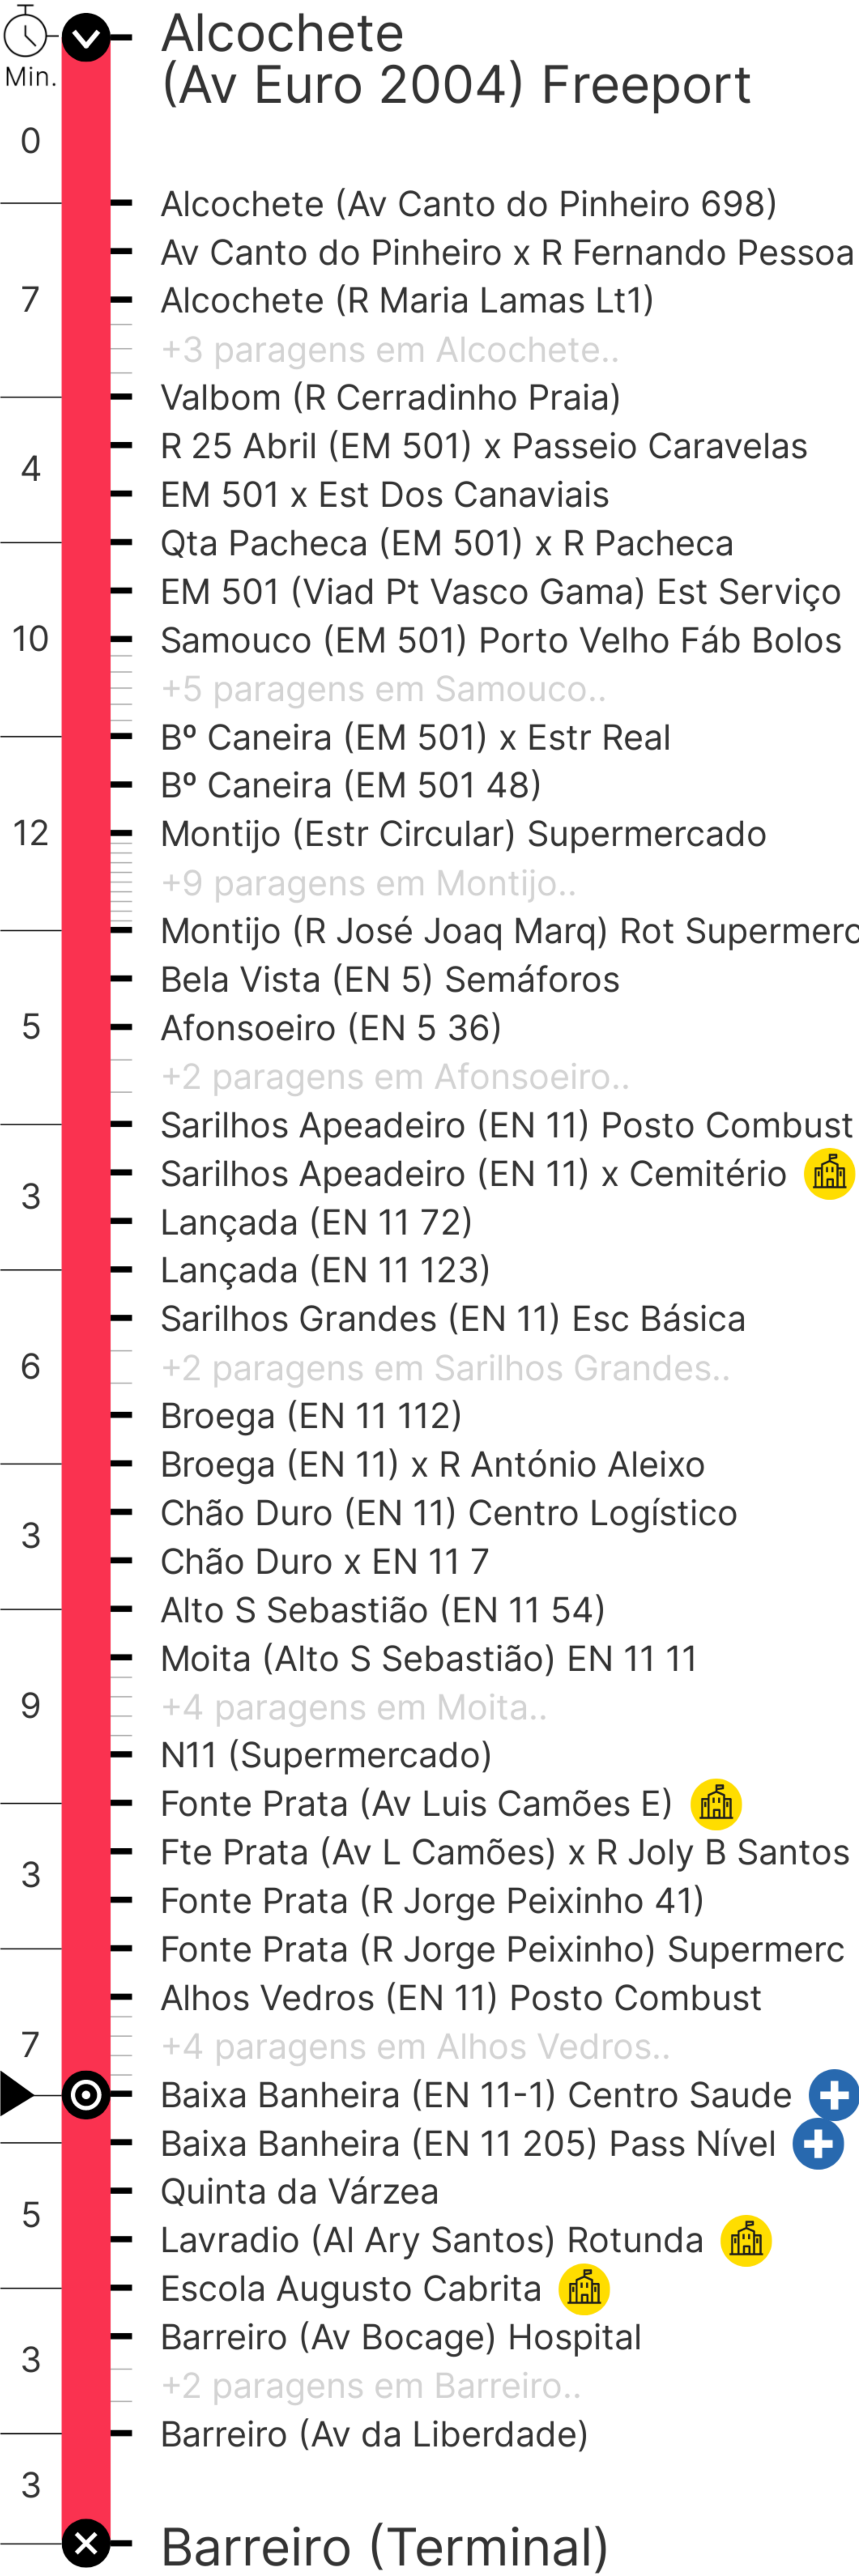 Alcochete
(Av Euro 2004) Freeport
Min.
0
Alcochete (Av Canto do Pinheiro 698)
Av Canto do Pinheiro x R Fernando Pessoa
7 Alcochete (R Maria Lamas Lt1)
+3 paragens em Alcochete..
Valbom (R Cerradinho Praia)
R 25 Abril (EM 501) x Passeio Caravelas
4
EM 501 x Est Dos Canaviais
Qta Pacheca (EM 501) x R Pacheca
EM 501 (Viad Pt Vasco Gama) Est Serviço
10 Samouco (EM 501) Porto Velho Fáb Bolos
+5 paragens em Samouco..
Bº Caneira (EM 501) x Estr Real
Bº Caneira (EM 501 48)
12 Montijo (Estr Circular) Supermercado
+9 paragens em Montijo..
Montijo (R José Joaq Marq) Rot Supermerc
Bela Vista (EN 5) Semáforos
5 Afonsoeiro (EN 5 36)
+2 paragens em Afonsoeiro..
Sarilhos Apeadeiro (EN 11) Posto Combust
Sarilhos Apeadeiro (EN 11) x Cemitério
3
Lançada (EN 11 72)
Lançada (EN 11 123)
Sarilhos Grandes (EN 11) Esc Básica
6 +2 paragens em Sarilhos Grandes..
Broega (EN 11 112)
Broega (EN 11) x R António Aleixo
Chão Duro (EN 11) Centro Logístico
3
Chão Duro x EN 11 7
Alto S Sebastião (EN 11 54)
Moita (Alto S Sebastião) EN 11 11
9 +4 paragens em Moita..
N11 (Supermercado)
Fonte Prata (Av Luis Camões E)
Fte Prata (Av L Camões) x R Joly B Santos
3
Fonte Prata (R Jorge Peixinho 41)
Fonte Prata (R Jorge Peixinho) Supermerc
Alhos Vedros (EN 11) Posto Combust
7 +4 paragens em Alhos Vedros..
Baixa Banheira (EN 11-1) Centro Saude
Baixa Banheira (EN 11 205) Pass Nível
Quinta da Várzea
5
Lavradio (Al Ary Santos) Rotunda
Escola Augusto Cabrita
Barreiro (Av Bocage) Hospital
3
+2 paragens em Barreiro..
Barreiro (Av da Liberdade)
3
Barreiro (Terminal)